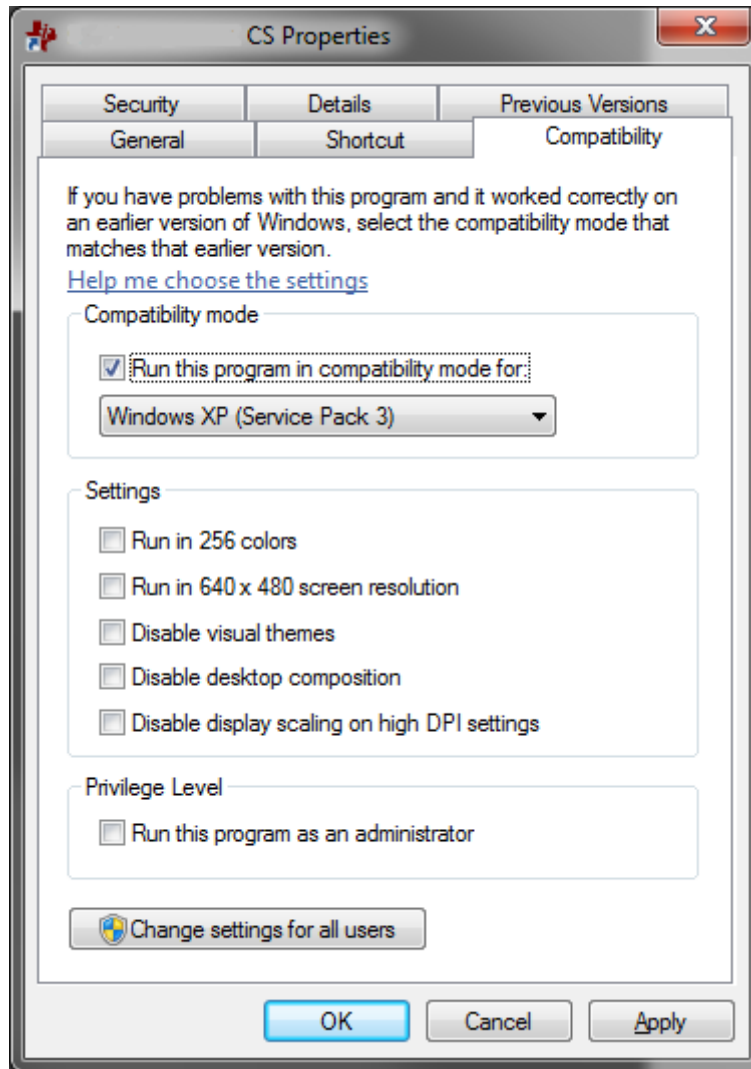 CS Properties
Security Details Previous Versions
General Shortcut Compatibility
If you have problems with this program and it worked correctly on
an earlier version of Windows, select the compatibility mode that
matches that earlier version.
Help me choose the settings
Compatibility mode
Run this program in compatibility mode for:
Windows XP (Service Pack 3)
Settings
Run in 256 colors
Run in 640 x 480 screen resolution
Disable visual themes
Disable desktop composition
Disable display scaling on high DPI settings
Privilege Level
Run this program as an administrator
Change settings for all users
OK Cancel Apply